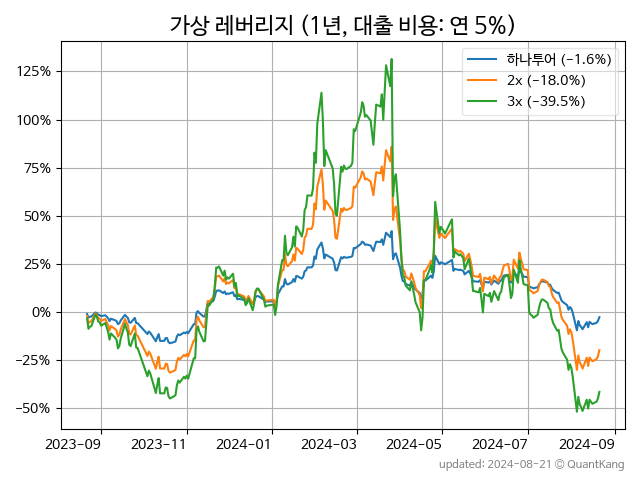 가상 레버리지 (1년, 대출 비용: 연 5%)
하나투어 (−1.6%)
2x (−18.0%)
3x (−39.5%)
125%
100%
75%
50%
25%
0%
−25%
−50%
2023-09 2023-11 2024-01 2024-03 2024-05 2024-07 2024-09
updated: 2024-08-21 © QuantKang